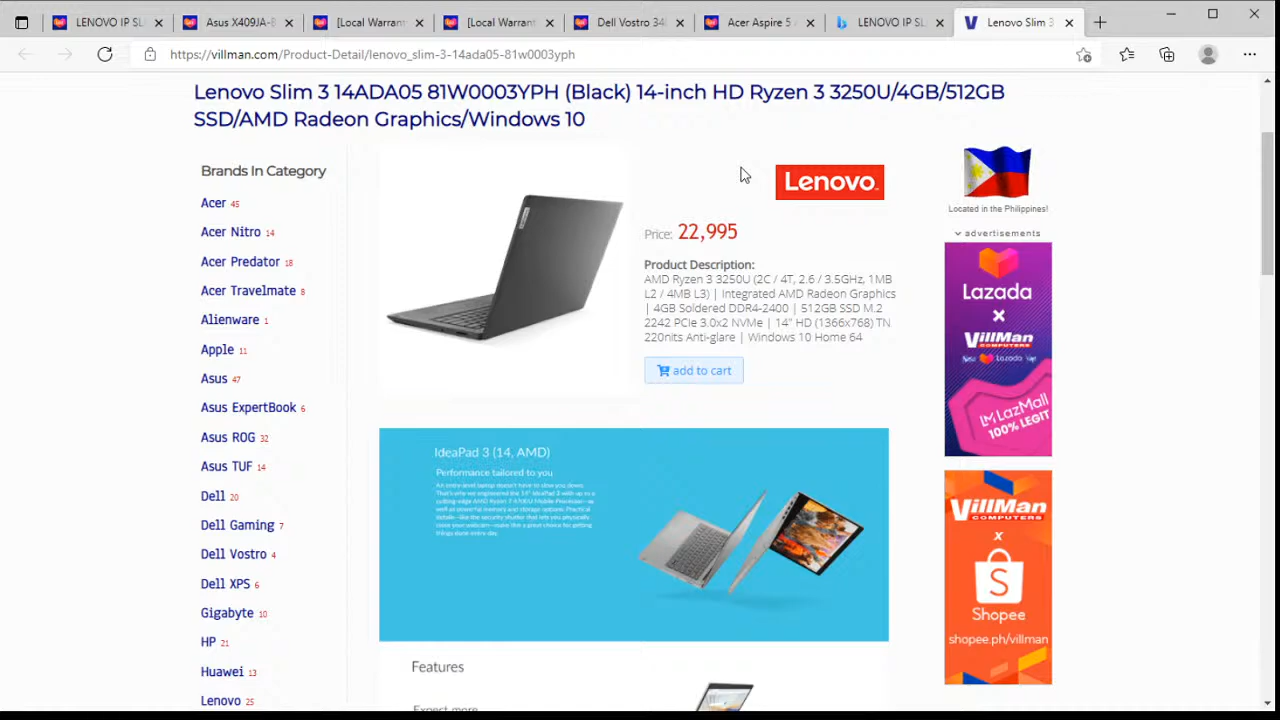 LENOVO IP SL
Asus X409JA-B
[Local Warrant
[Local Warrant
Dell Vostro 34
Acer Aspire 5 A
LENOVO IP SL
Lenovo Slim 3
https://villman.com/Product-Detail/lenovo_slim-3-14ada05-81w0003yph
Lenovo Slim 3 14ADA05 81W0003YPH (Black) 14-inch HD Ryzen 3 3250U/4GB/512GB
SSD/AMD Radeon Graphics/Windows 10
Brands In Category
Acer 45
Acer Nitro 14
Acer Predator 18
Acer Travelmate 8
Alienware 1
Apple 11
Asus 47
Asus ExpertBook 6
Asus ROG 32
Asus TUF 14
Dell 20
Dell Gaming 7
Dell Vostro 4
Dell XPS 6
Gigabyte 10
HP 21
Huawei 13
Lenovo 25
Lenovo
Price: 22,995
Product Description:
AMD Ryzen 3 3250U (2C / 4T, 2.6 / 3.5GHz, 1MB
L2 / 4MB L3) | Integrated AMD Radeon Graphics
| 4GB Soldered DDR4-2400 | 512GB SSD M.2
2242 PCIe 3.0x2 NVMe | 14" HD (1366x768) TN
220nits Anti-glare | Windows 10 Home 64
add to cart
IdeaPad 3 (14, AMD)
Performance tailored to you
Features
Expect more
Located in the Philippines!
advertisements
Lazada
x
VILLMAN
COMPUTERS
LazMall
100% LEGIT
VILLMAN
COMPUTERS
x
S
Shopee
shopee.ph/villman